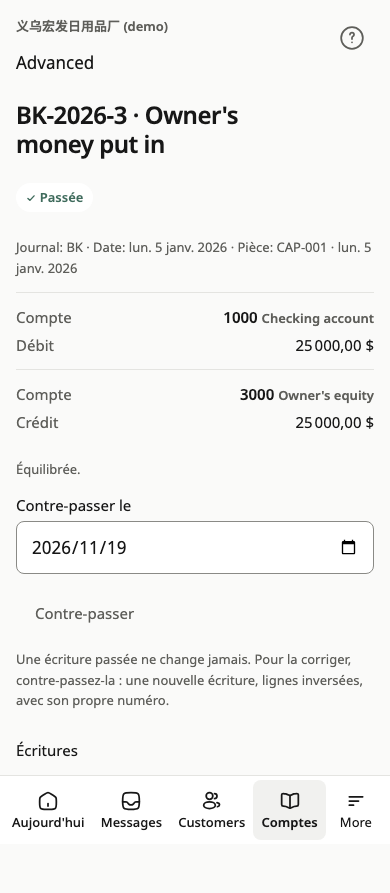 义乌宏发日用品厂 (demo)
Advanced
BK-2026-3 · Owner's
money put in
✓ Passée
Journal: BK · Date: lun. 5 janv. 2026 · Pièce: CAP-001 · lun. 5
janv. 2026
Compte 1000 Checking account
Débit 25 000,00 $
Compte 3000 Owner's equity
Crédit 25 000,00 $
Équilibrée.
Contre-passer le
2026/11/19
Contre-passer
Une écriture passée ne change jamais. Pour la corriger,
contre-passez-la : une nouvelle écriture, lignes inversées,
avec son propre numéro.
Écritures
Aujourd'hui Messages Customers Comptes More